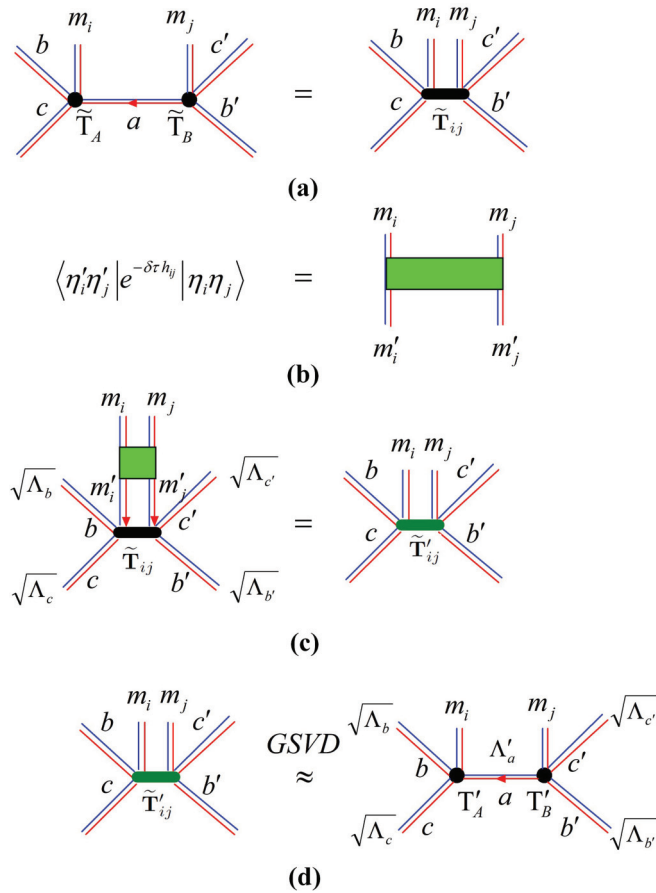 m_i m_j m_i m_j
b c′ b c′
c c
a b′ = b′
T̃_A T̃_B T̃_ij
(a)
m_i m_j
⟨η′_i η′_j | e^{−δτ h_ij} | η_i η_j⟩ =
m′_i m′_j
(b)
m_i m_j
m_i m_j
√Λ_b m′_i m′_j √Λ_c′ b c′
b c′ =
T̃_ij c T̃′_ij b′
√Λ_c c b′ √Λ_b′
(c)
m_i m_j √Λ_b m_i m_j √Λ_c′
b c′ GSVD Λ′_a
c ≈ b c′
T̃′_ij b′ T′_A a T′_B
√Λ_c c b′ √Λ_b′
(d)